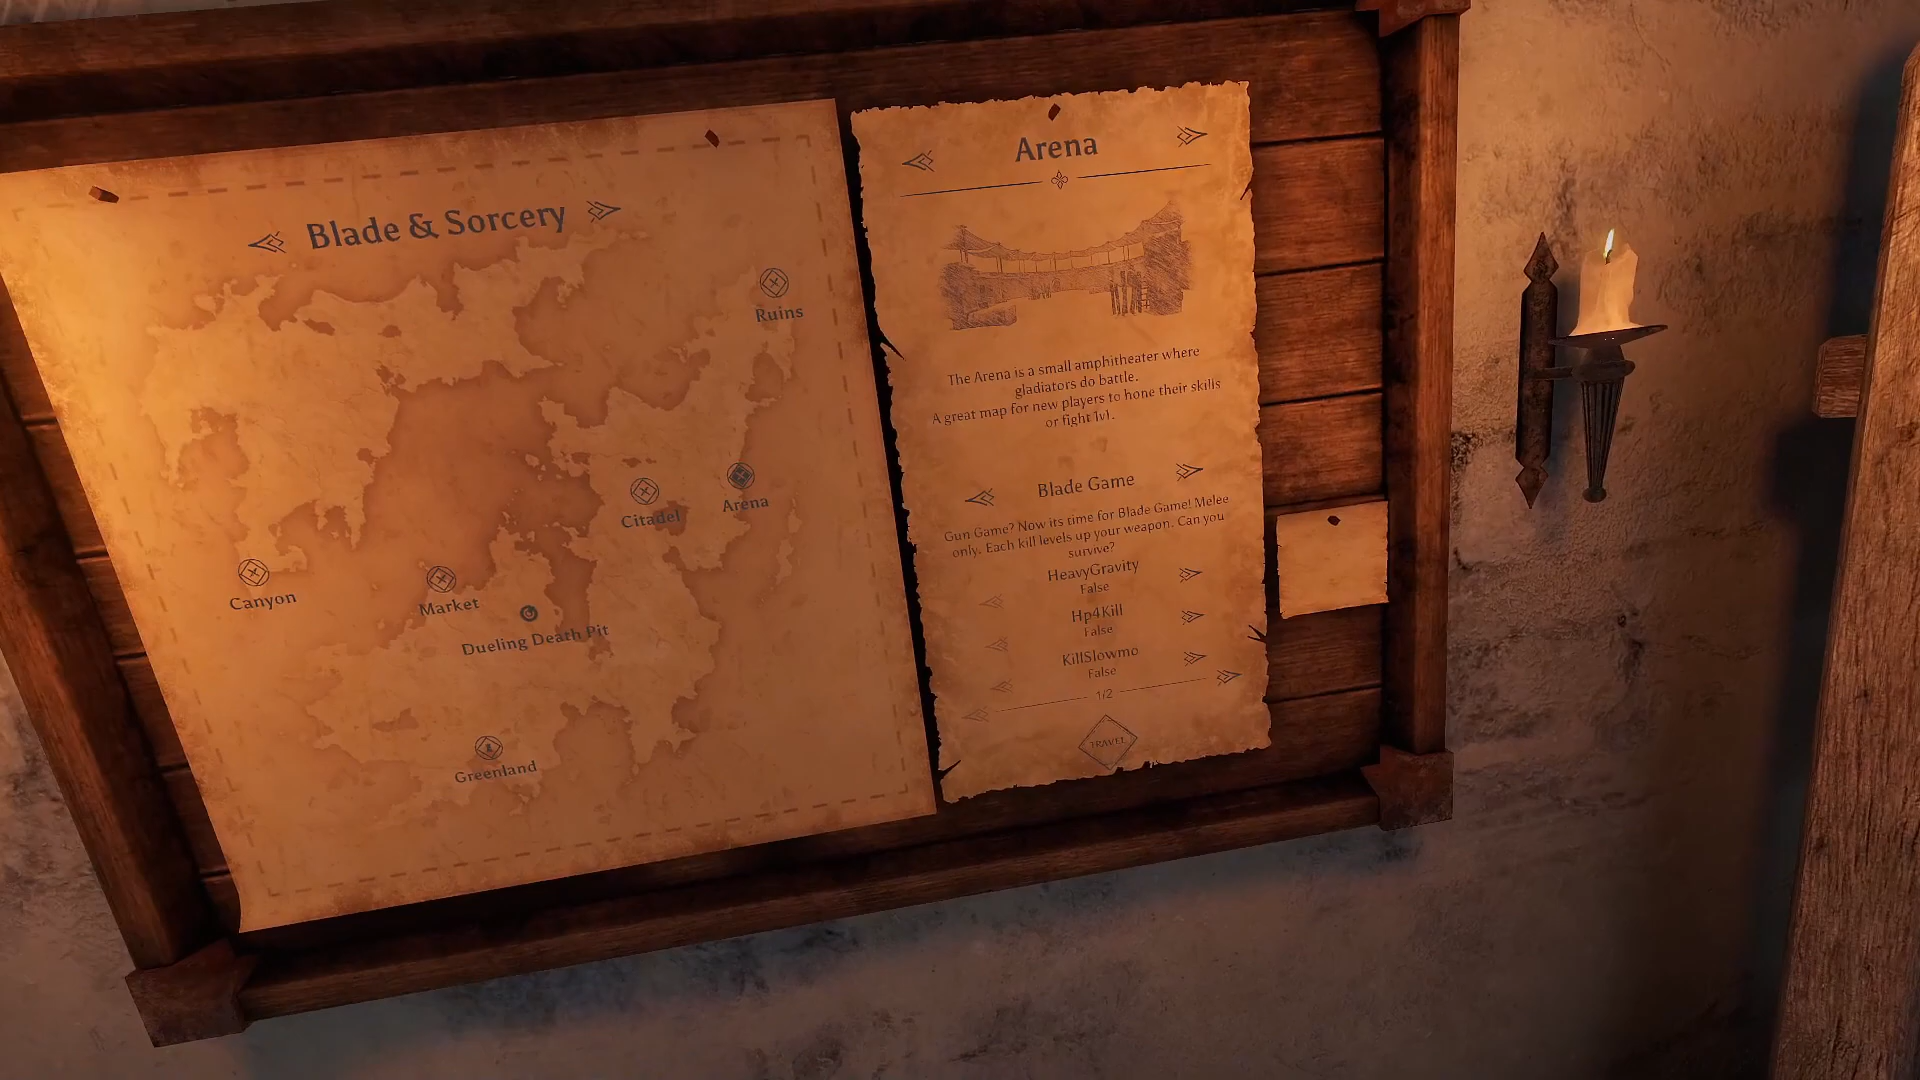 Blade & Sorcery
Ruins
Citadel
Arena
Canyon
Market
Dueling Death Pit
Greenland
Arena
The Arena is a small amphitheater where
gladiators do battle.
A great map for new players to hone their skills
or fight 1v1.
Blade Game
Gun Game? Now its time for Blade Game! Melee
only. Each kill levels up your weapon. Can you
survive?
HeavyGravity
False
Hp4Kill
False
KillSlowmo
False
1/2
TRAVEL